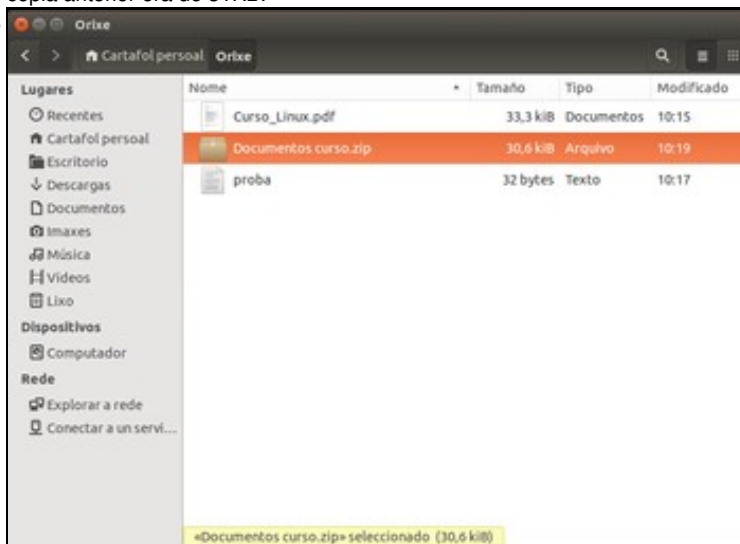 Orixe
Cartafol persoal Orixe
Lugares
Recentes
Cartafol persoal
Escritorio
Descargas
Documentos
Imaxes
Música
Vídeos
Lixo
Dispositivos
Computador
Rede
Explorar a rede
Conectar a un servi...
Nome Tamaño Tipo Modificado
Curso_Linux.pdf 33,3 kiB Documentos 10:15
Documentos curso.zip 30,6 kiB Arquivo 10:19
proba 32 bytes Texto 10:17
«Documentos curso.zip» seleccionado (30,6 kiB)